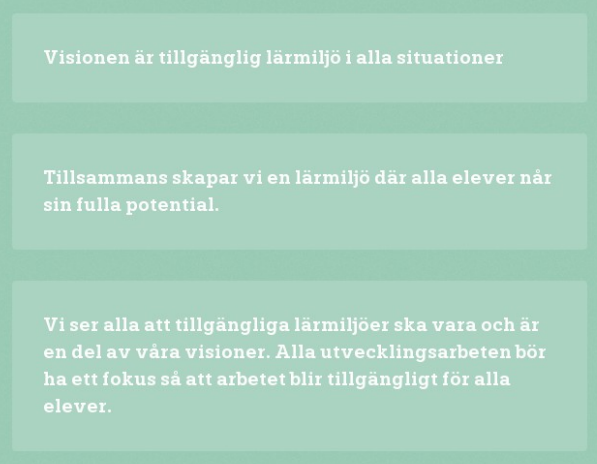 Visionen är tillgänglig lärmiljö i alla situationer
Tillsammans skapar vi en lärmiljö där alla elever når
sin fulla potential.
Vi ser alla att tillgängliga lärmiljöer ska vara och är
en del av våra visioner. Alla utvecklingsarbeten bör
ha ett fokus så att arbetet blir tillgängligt för alla
elever.